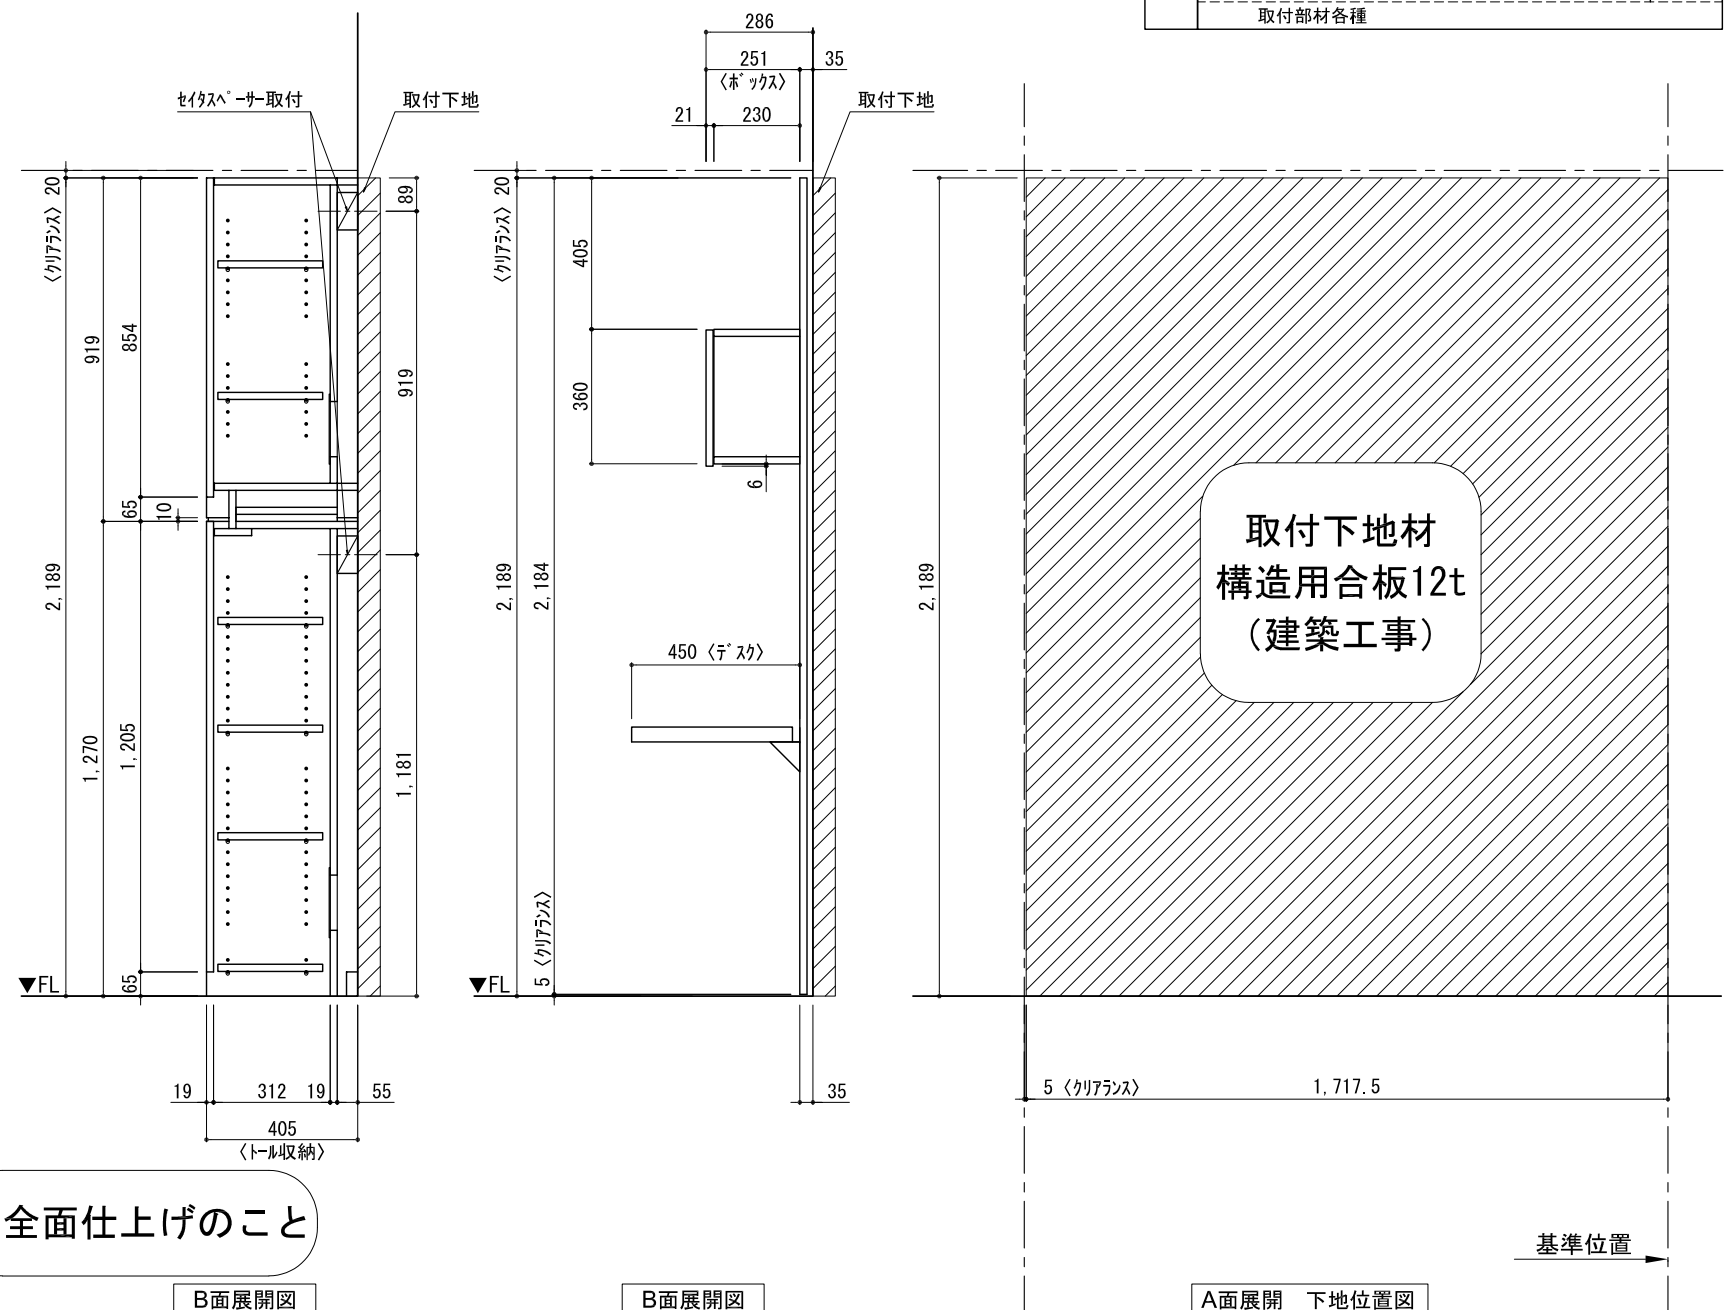 取付部材各種
286
251
35
〈ﾎﾞｯｸｽ〉
21
230
ｾｲﾀｽﾍﾟｰｻｰ取付
取付下地
取付下地
〈ｸﾘｱﾗﾝｽ〉 20
919
854
65
10
2,189
1,270
1,205
65
89
919
1,181
▼FL
19
312
19
55
405
〈ﾄｰﾙ収納〉
〈ｸﾘｱﾗﾝｽ〉 20
405
360
6
2,189
2,184
450 〈ﾃﾞｽｸ〉
5 〈ｸﾘｱﾗﾝｽ〉
▼FL
35
2,189
取付下地材
構造用合板12t
(建築工事)
5 〈ｸﾘｱﾗﾝｽ〉
1,717.5
全面仕上げのこと
基準位置
B面展開図
B面展開図
A面展開　下地位置図